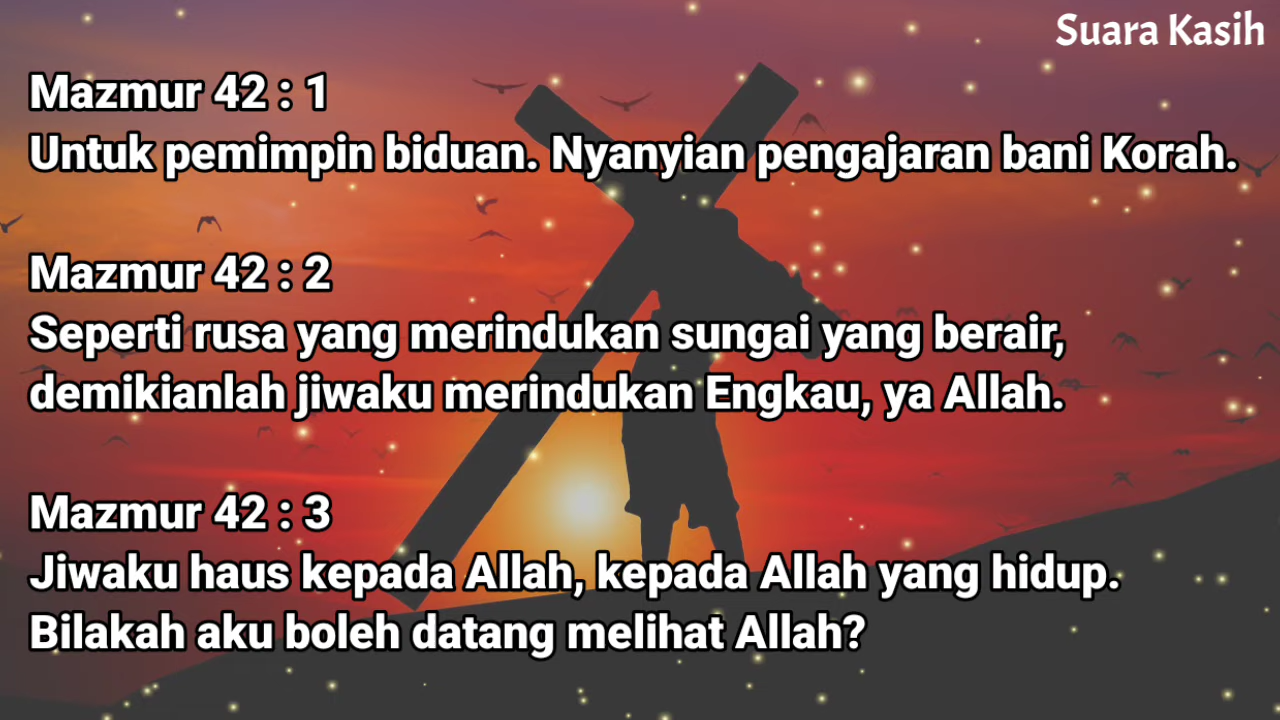 Suara Kasih
Mazmur 42 : 1
Untuk pemimpin biduan. Nyanyian pengajaran bani Korah.
Mazmur 42 : 2
Seperti rusa yang merindukan sungai yang berair,
demikianlah jiwaku merindukan Engkau, ya Allah.
Mazmur 42 : 3
Jiwaku haus kepada Allah, kepada Allah yang hidup.
Bilakah aku boleh datang melihat Allah?